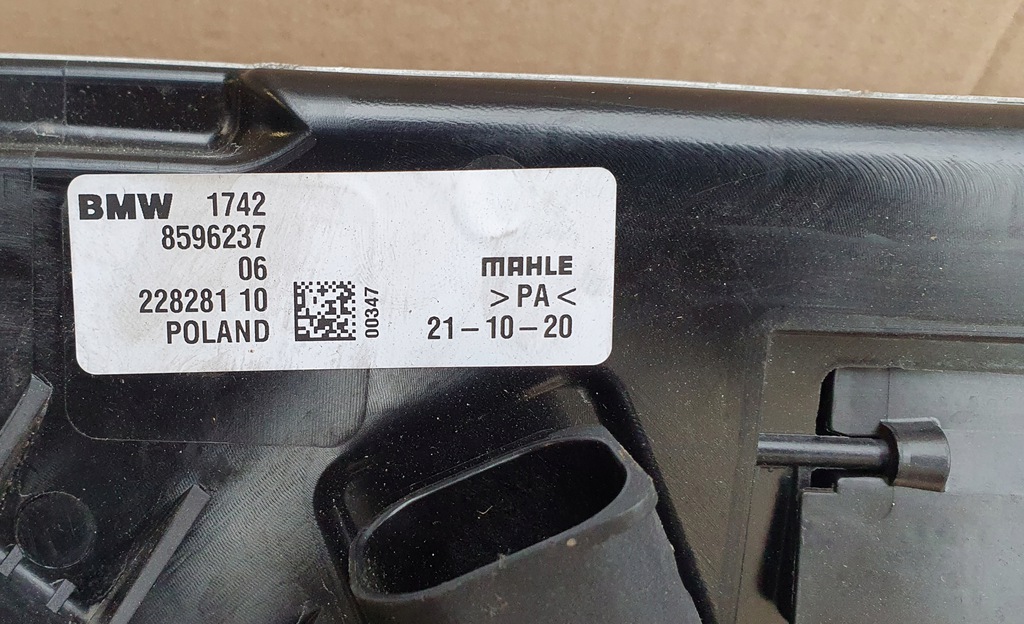 BMW 1742
8596237
06
228281 10
POLAND
00347
MAHLE
>PA<
21-10-20